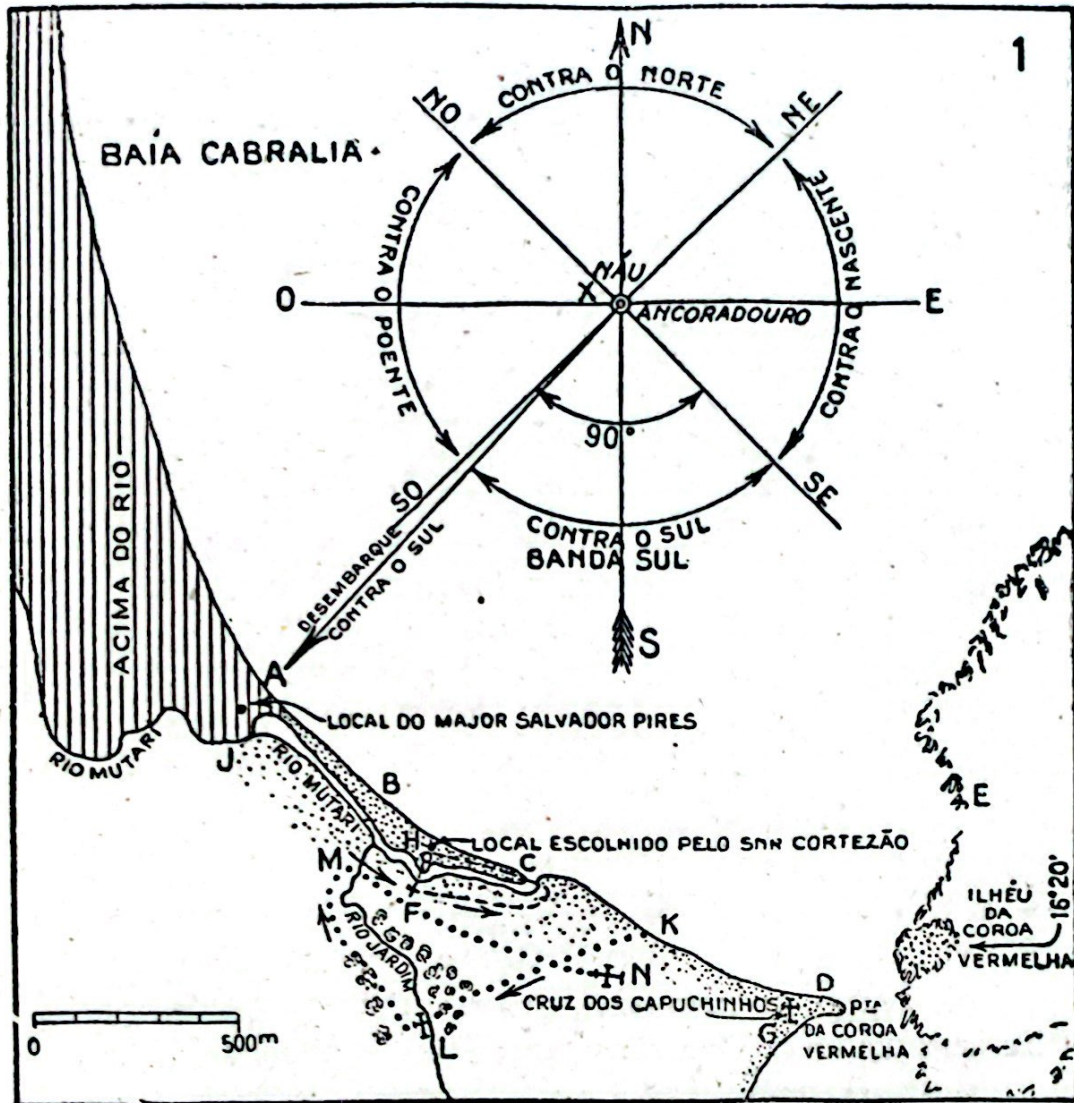 1
N
CONTRA O NORTE
NO
NE
BAÍA CABRALIA
CONTRA O POENTE
CONTRA O NASCENTE
NÁU
X
O
E
ANCORADOURO
90°
SO
SE
CONTRA O SUL
BANDA SUL
DESEMBARQUE
CONTRA O SUL
S
ACIMA DO RIO
A
LOCAL DO MAJOR SALVADOR PIRES
RIO MUTARI
J
RIO MUTARI
B
E
H
LOCAL ESCOLHIDO PELO SNR CORTEZÃO
M
C
F
ILHÉU
DA
COROA
VERMELHA
16°20'
RIO JARDIM
K
N
D
CRUZ DOS CAPUCHINHOS
PTA
DA COROA
VERMELHA
G
L
0 500m